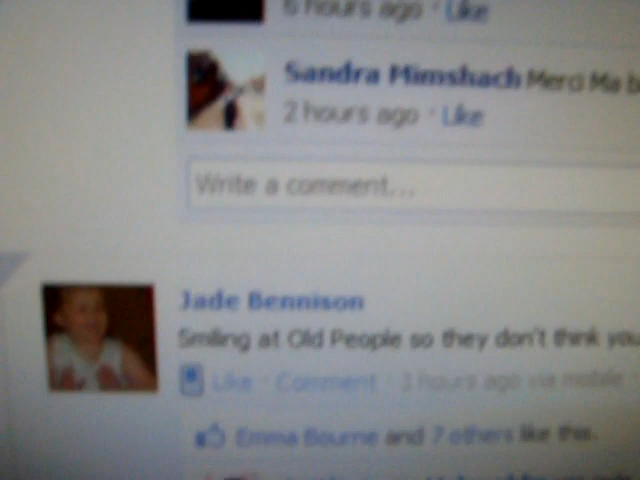 6 hours ago · Like
Sandra Mimshach Merci Ma b
2 hours ago · Like
Write a comment...
Jade Bennison
Smiling at Old People so they don't think you
Like · Comment · 3 hours ago via mobile ·
Emma Bourne and 7 others like this.